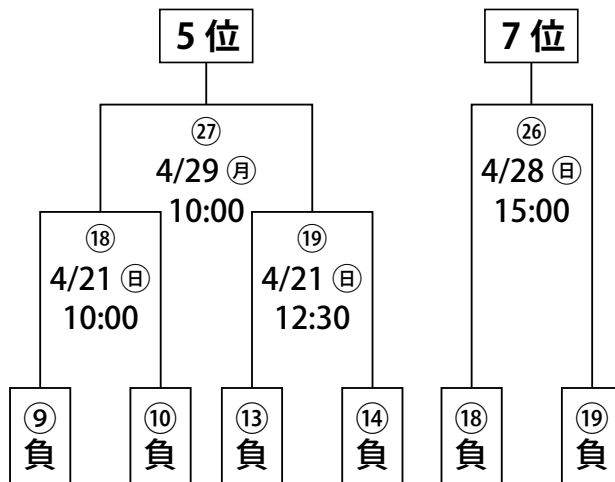 5位
7位
㉗
4/29 ㊊
10:00
㉖
4/28 ㊐
15:00
⑱
4/21 ㊐
10:00
⑲
4/21 ㊐
12:30
⑨
負
⑩
負
⑬
負
⑭
負
⑱
負
⑲
負